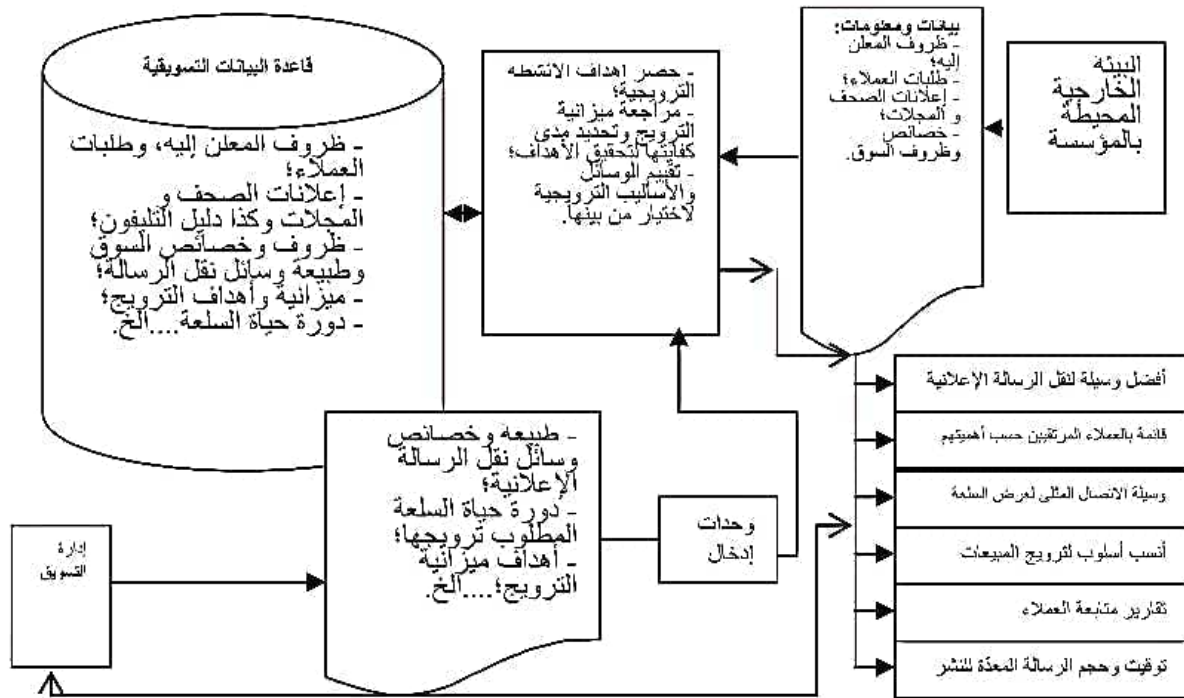 البيئة
الخارجية
المحيطة
بالمؤسسة
بيانات ومعلومات:
- ظروف المعلن
إليه؛
- طلبات العملاء؛
- إعلانات الصحف
و المجلات؛
- خصائص
وظروف السوق.
- حصر اهداف الانشطه
الترويجية؛
- مراجعة ميزانية
الترويج وتحديد مدى
كفايتها لتحقيق الأهداف؛
- تقييم الوسائل
والأساليب الترويجية
لاختيار من بينها.
قاعدة البيانات التسويقية
- ظروف المعلن إليه، وطلبات
العملاء؛
- إعلانات الصحف و
المجلات وكذا دليل التليفون؛
- ظروف وخصائص السوق
وطبيعة وسائل نقل الرسالة؛
- ميزانية وأهداف الترويج؛
- دورة حياة السلعة....الخ.
أفضل وسيلة لنقل الرسالة الإعلانية
قائمة بالعملاء المرتقبين حسب أهميتهم
وسيلة الاتصال المثلى لعرض السلعة
أنسب أسلوب لترويج المبيعات
تقارير متابعة العملاء
توقيت وحجم الرسالة المعدّة للنشر
وحدات
إدخال
- طبيعة وخصائص
وسائل نقل الرسالة
الإعلانية؛
- دورة حياة السلعة
المطلوب ترويجها؛
- أهداف ميزانية
الترويج؛....الخ.
إدارة
التسويق